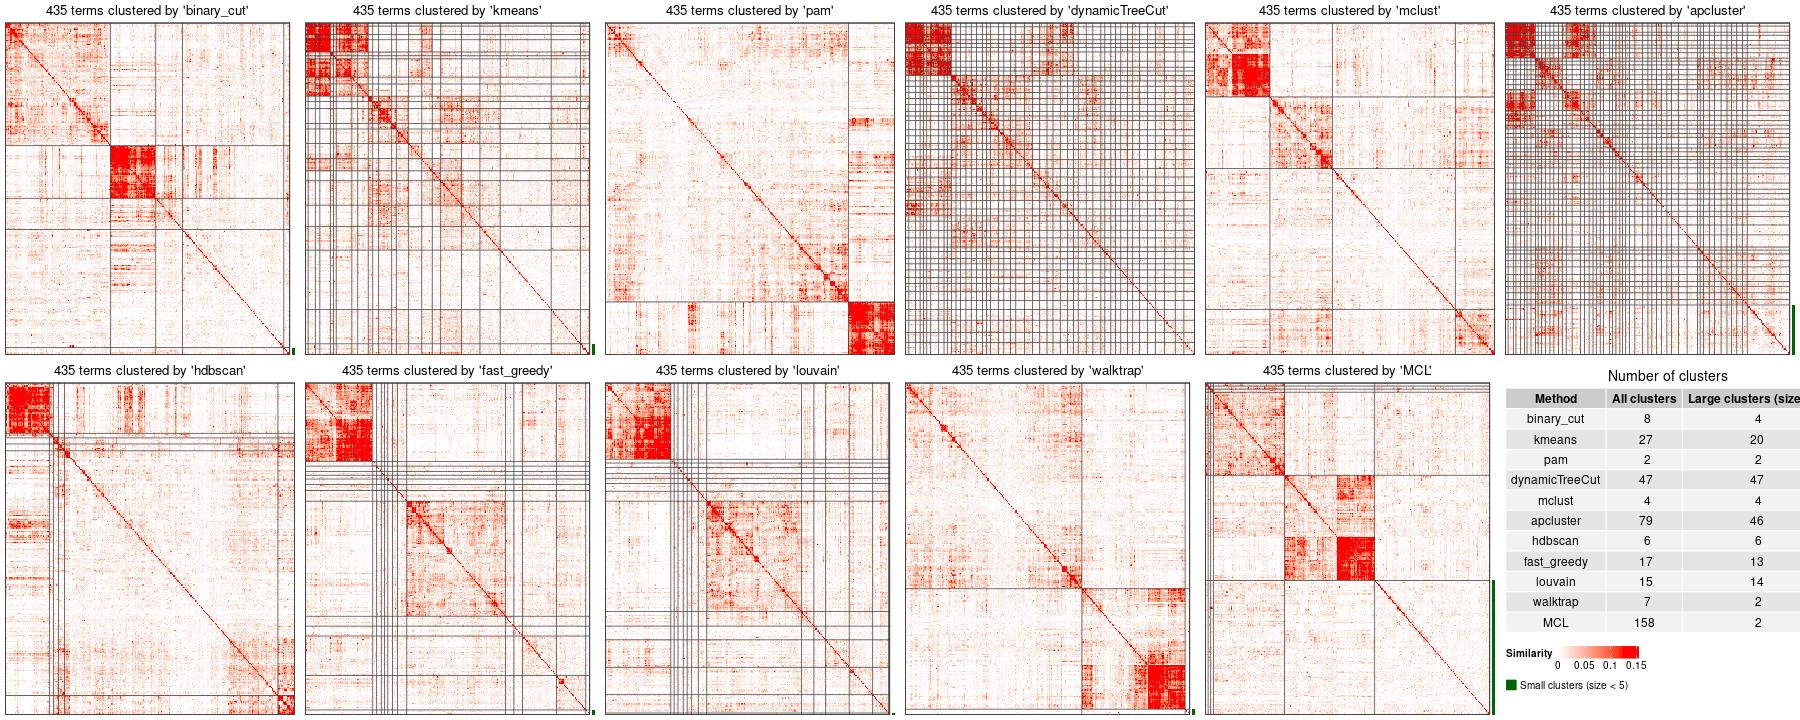 435 terms clustered by 'binary_cut'
435 terms clustered by 'kmeans'
435 terms clustered by 'pam'
435 terms clustered by 'dynamicTreeCut'
435 terms clustered by 'mclust'
435 terms clustered by 'apcluster'
435 terms clustered by 'hdbscan'
435 terms clustered by 'fast_greedy'
435 terms clustered by 'louvain'
435 terms clustered by 'walktrap'
435 terms clustered by 'MCL'
Number of clusters
Method All clusters Large clusters (size
binary_cut 8 4
kmeans 27 20
pam 2 2
dynamicTreeCut 47 47
mclust 4 4
apcluster 79 46
hdbscan 6 6
fast_greedy 17 13
louvain 15 14
walktrap 7 2
MCL 158 2
Similarity
0 0.05 0.1 0.15
Small clusters (size < 5)